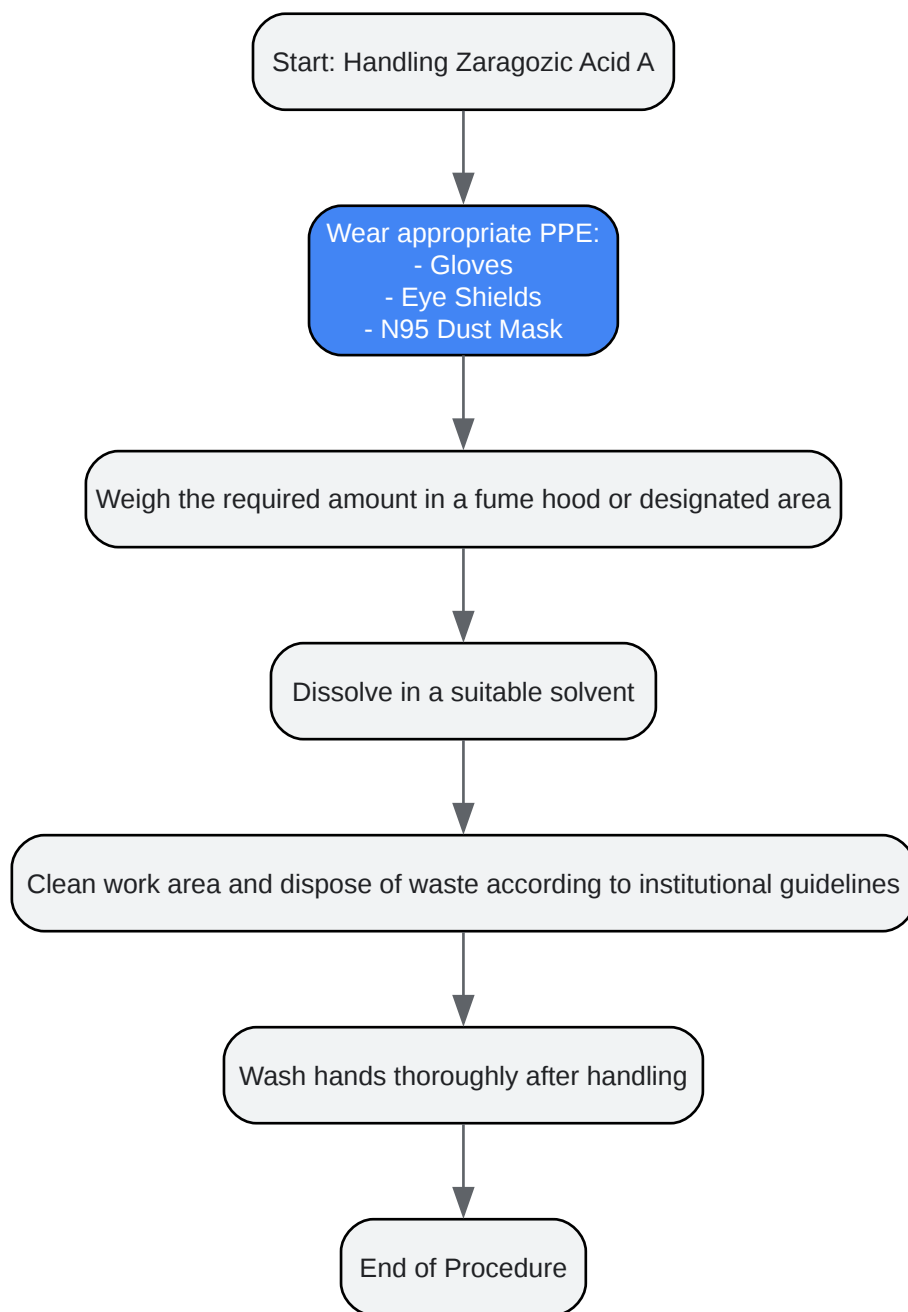 Start: Handling Zaragozic Acid A
Wear appropriate PPE:
- Gloves
- Eye Shields
- N95 Dust Mask
Weigh the required amount in a fume hood or designated area
Dissolve in a suitable solvent
Clean work area and dispose of waste according to institutional guidelines
Wash hands thoroughly after handling
End of Procedure